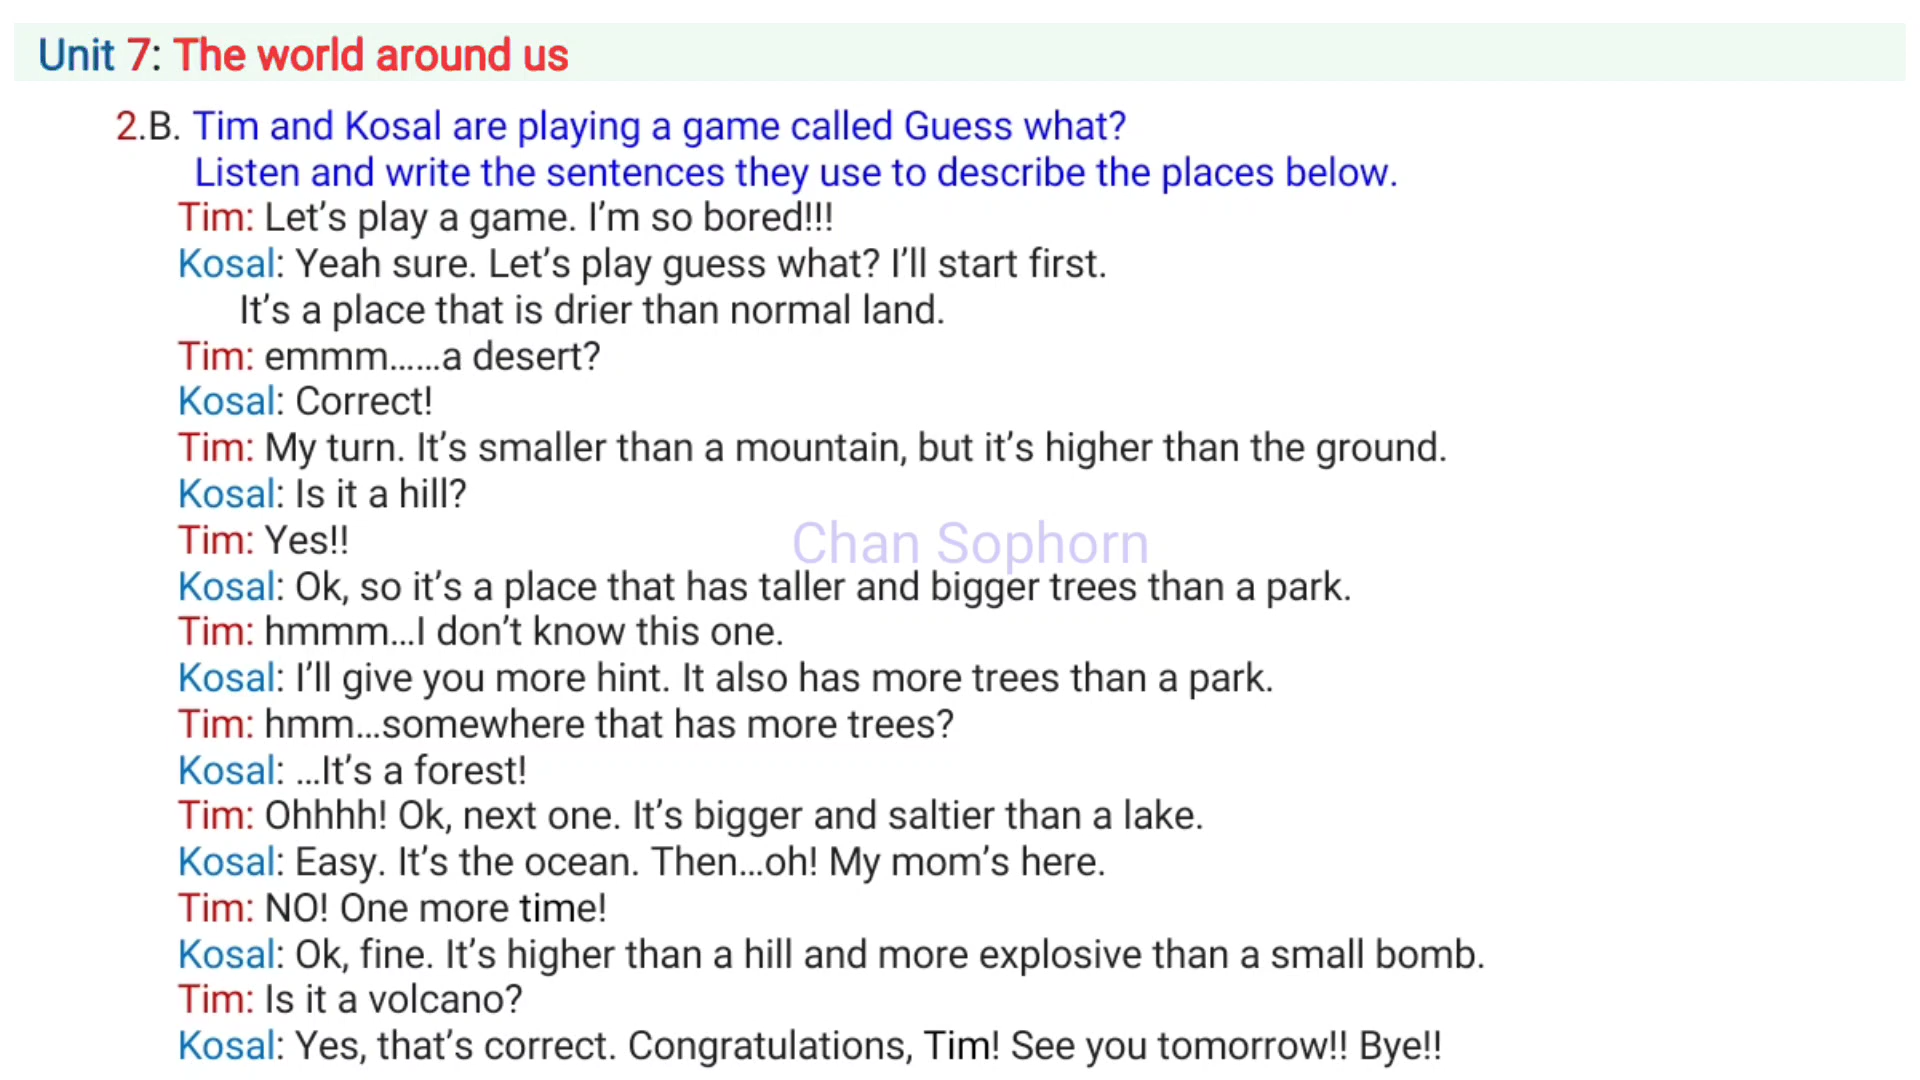 Unit 7: The world around us
2.B. Tim and Kosal are playing a game called Guess what?
Listen and write the sentences they use to describe the places below.
Tim: Let’s play a game. I’m so bored!!!
Kosal: Yeah sure. Let’s play guess what? I’ll start first.
It’s a place that is drier than normal land.
Tim: emmm......a desert?
Kosal: Correct!
Tim: My turn. It’s smaller than a mountain, but it’s higher than the ground.
Kosal: Is it a hill?
Tim: Yes!!
Chan Sophorn
Kosal: Ok, so it’s a place that has taller and bigger trees than a park.
Tim: hmmm...I don’t know this one.
Kosal: I’ll give you more hint. It also has more trees than a park.
Tim: hmm...somewhere that has more trees?
Kosal: ...It’s a forest!
Tim: Ohhhh! Ok, next one. It’s bigger and saltier than a lake.
Kosal: Easy. It’s the ocean. Then...oh! My mom’s here.
Tim: NO! One more time!
Kosal: Ok, fine. It’s higher than a hill and more explosive than a small bomb.
Tim: Is it a volcano?
Kosal: Yes, that’s correct. Congratulations, Tim! See you tomorrow!! Bye!!